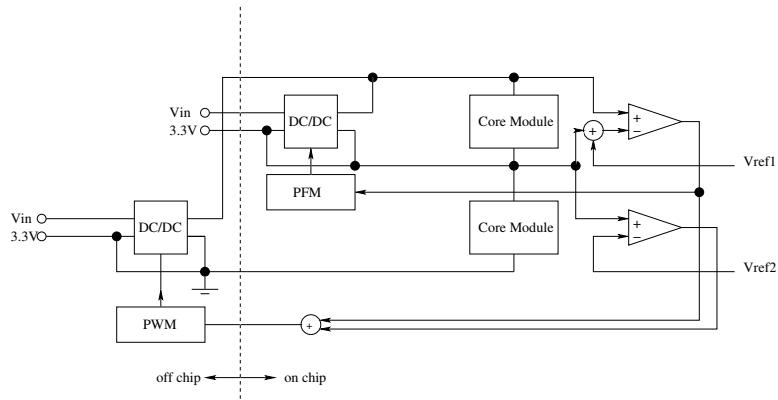 Vin
3.3V
DC/DC
PFM
Core Module
+
+
−
Vref1
Vin
3.3V
DC/DC
Core Module
+
−
Vref2
PWM
+
off chip
on chip